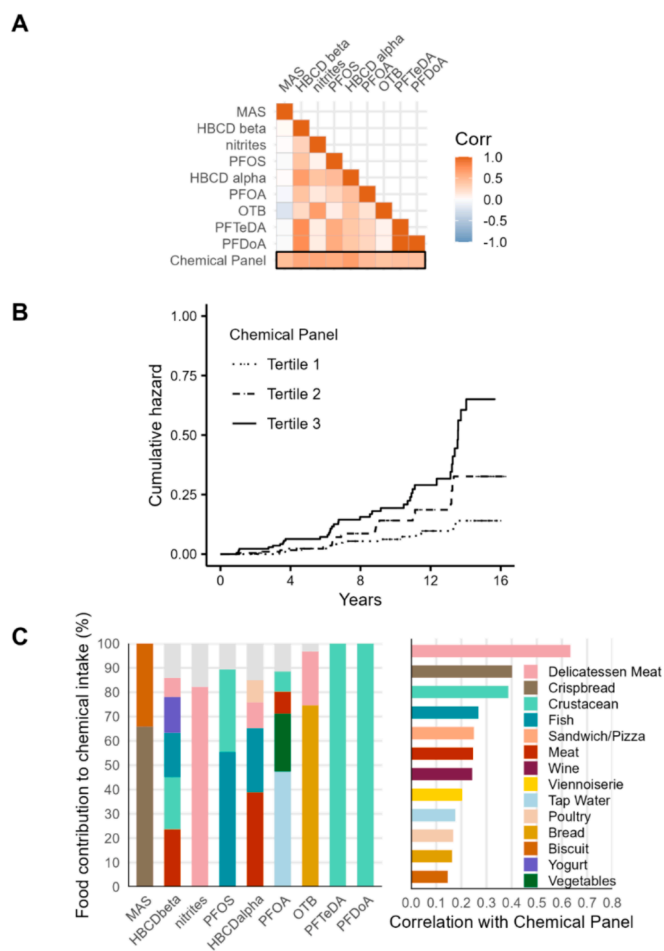 A
MAS
HBCD beta
nitrites
PFOS
HBCD alpha
PFOA
OTB
PFTeDA
PFDoA
MAS
HBCD beta
nitrites
PFOS
HBCD alpha
PFOA
OTB
PFTeDA
PFDoA
Chemical Panel
Corr
1.0
0.5
0.0
-0.5
-1.0
B
Cumulative hazard
1.00
0.75
0.50
0.25
0.00
Chemical Panel
Tertile 1
Tertile 2
Tertile 3
0 4 8 12 16
Years
C
Food contribution to chemical intake (%)
100
90
80
70
60
50
40
30
20
10
0
MAS
HBCDbeta
nitrites
PFOS
HBCDalpha
PFOA
OTB
PFTeDA
PFDoA
Delicatessen Meat
Crispbread
Crustacean
Fish
Sandwich/Pizza
Meat
Wine
Viennoiserie
Tap Water
Poultry
Bread
Biscuit
Yogurt
Vegetables
0.0 0.1 0.2 0.3 0.4 0.5 0.6 0.7 0.8
Correlation with Chemical Panel